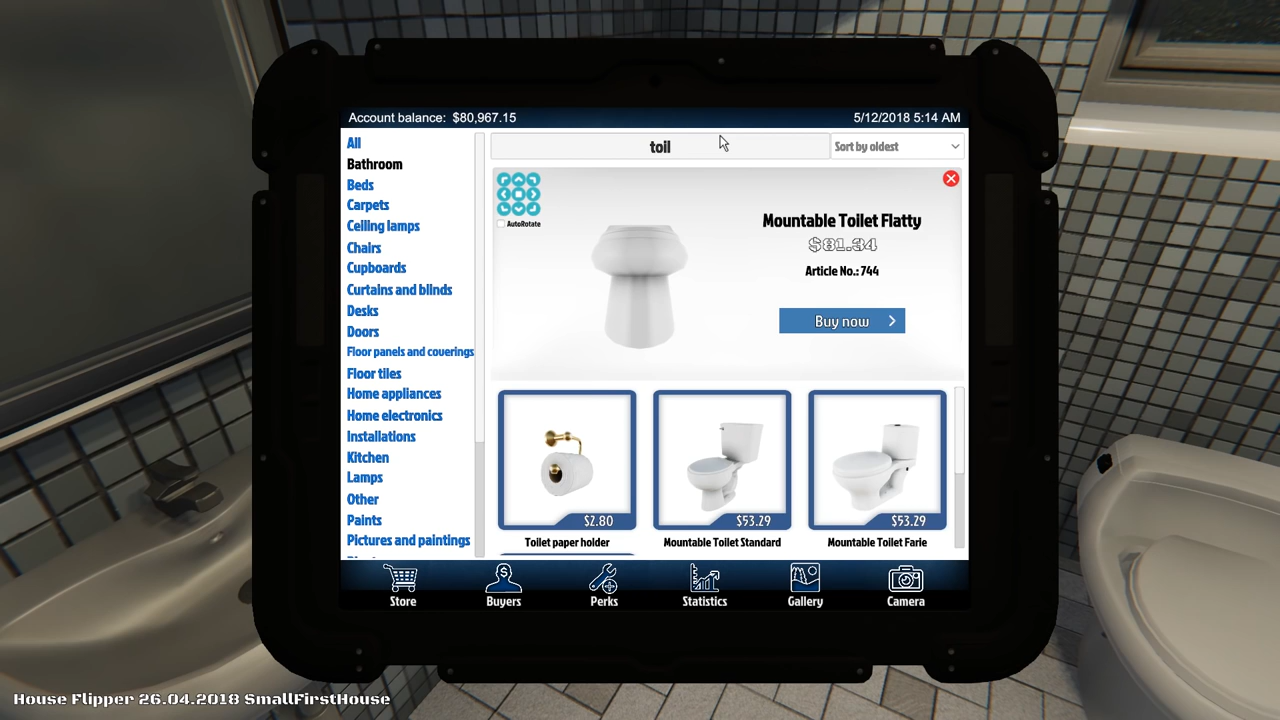 Account balance: $80,967.15
5/12/2018 5:14 AM
All
Bathroom
Beds
Carpets
Ceiling lamps
Chairs
Cupboards
Curtains and blinds
Desks
Doors
Floor panels and coverings
Floor tiles
Home appliances
Home electronics
Installations
Kitchen
Lamps
Other
Paints
Pictures and paintings
toil
Sort by oldest
AutoRotate
Mountable Toilet Flatty
$81.34
Article No.: 744
Buy now
$2.80
Toilet paper holder
$53.29
Mountable Toilet Standard
$53.29
Mountable Toilet Farie
Store
Buyers
Perks
Statistics
Gallery
Camera
House Flipper 26.04.2018 SmallFirstHouse